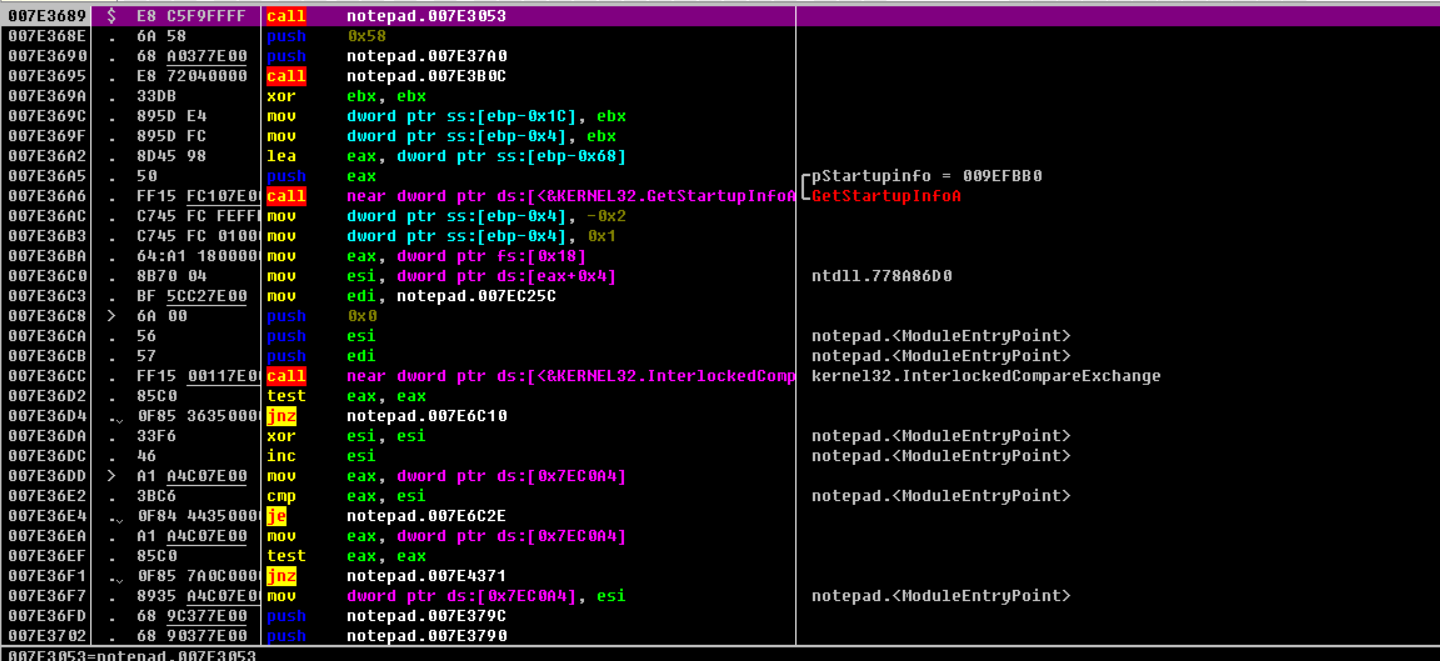 007E3689 $ E8 C5F9FFFF call notepad.007E3053
007E368E . 6A 58 push 0x58
007E3690 . 68 A0377E00 push notepad.007E37A0
007E3695 . E8 72040000 call notepad.007E3B0C
007E369A . 33DB xor ebx, ebx
007E369C . 895D E4 mov dword ptr ss:[ebp-0x1C], ebx
007E369F . 895D FC mov dword ptr ss:[ebp-0x4], ebx
007E36A2 . 8D45 98 lea eax, dword ptr ss:[ebp-0x68]
007E36A5 . 50 push eax pStartupinfo = 009EFBB0
007E36A6 . FF15 FC107E00 call near dword ptr ds:[<&KERNEL32.GetStartupInfoA GetStartupInfoA
007E36AC . C745 FC FEFFI mov dword ptr ss:[ebp-0x4], -0x2
007E36B3 . C745 FC 0100 mov dword ptr ss:[ebp-0x4], 0x1
007E36BA . 64:A1 1800000 mov eax, dword ptr fs:[0x18]
007E36C0 . 8B70 04 mov esi, dword ptr ds:[eax+0x4] ntdll.778A86D0
007E36C3 . BF 5CC27E00 mov edi, notepad.007EC25C
007E36C8 > 6A 00 push 0x0
007E36CA . 56 push esi notepad.<ModuleEntryPoint>
007E36CB . 57 push edi notepad.<ModuleEntryPoint>
007E36CC . FF15 00117E00 call near dword ptr ds:[<&KERNEL32.InterlockedComp kernel32.InterlockedCompareExchange
007E36D2 . 85C0 test eax, eax
007E36D4 .⌄ 0F85 36350000 jnz notepad.007E6C10
007E36DA . 33F6 xor esi, esi notepad.<ModuleEntryPoint>
007E36DC . 46 inc esi notepad.<ModuleEntryPoint>
007E36DD > A1 A4C07E00 mov eax, dword ptr ds:[0x7EC0A4]
007E36E2 . 3BC6 cmp eax, esi notepad.<ModuleEntryPoint>
007E36E4 .⌄ 0F84 44350000 je notepad.007E6C2E
007E36EA . A1 A4C07E00 mov eax, dword ptr ds:[0x7EC0A4]
007E36EF . 85C0 test eax, eax
007E36F1 .⌄ 0F85 7A0C0000 jnz notepad.007E4371
007E36F7 . 8935 A4C07E00 mov dword ptr ds:[0x7EC0A4], esi notepad.<ModuleEntryPoint>
007E36FD . 68 9C377E00 push notepad.007E379C
007E3702 . 68 90377E00 push notepad.007E3790
007E3053=notepad.007E3053